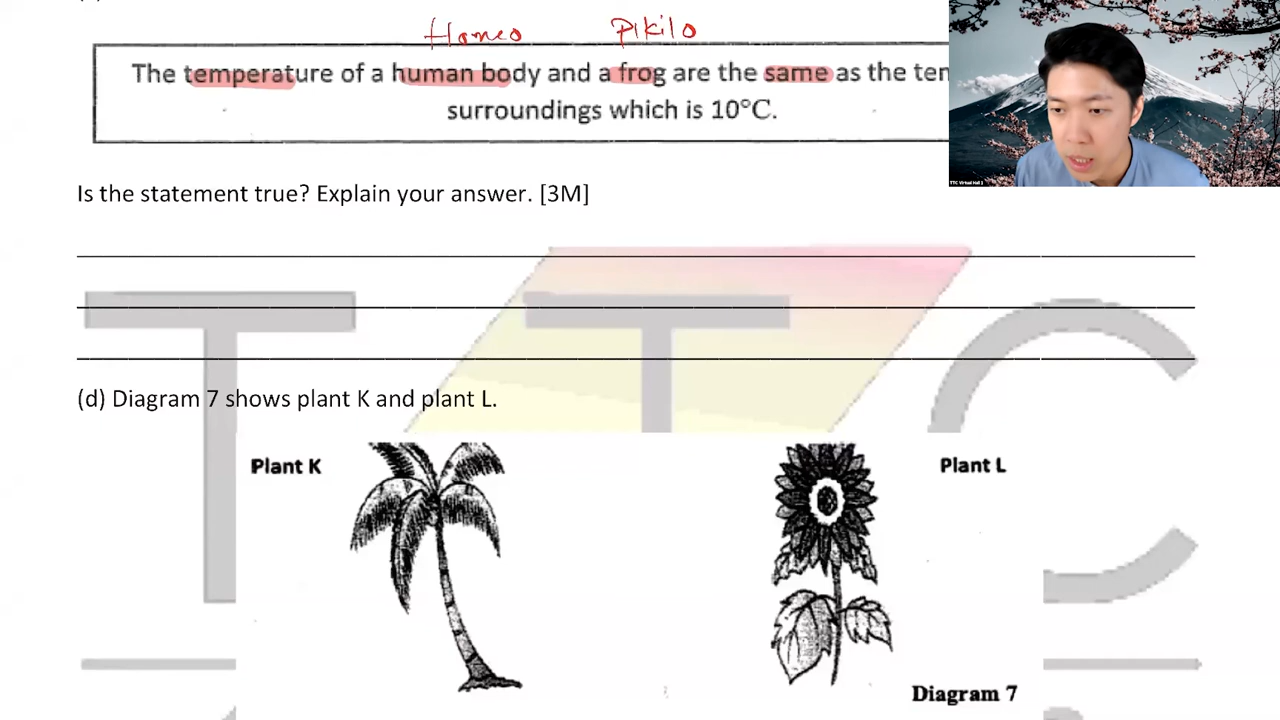 Homeo Pikilo
The temperature of a human body and a frog are the same as the
surroundings which is 10°C.
Is the statement true? Explain your answer. [3M]
TTC
(d) Diagram 7 shows plant K and plant L.
Plant K
Plant L
Diagram 7